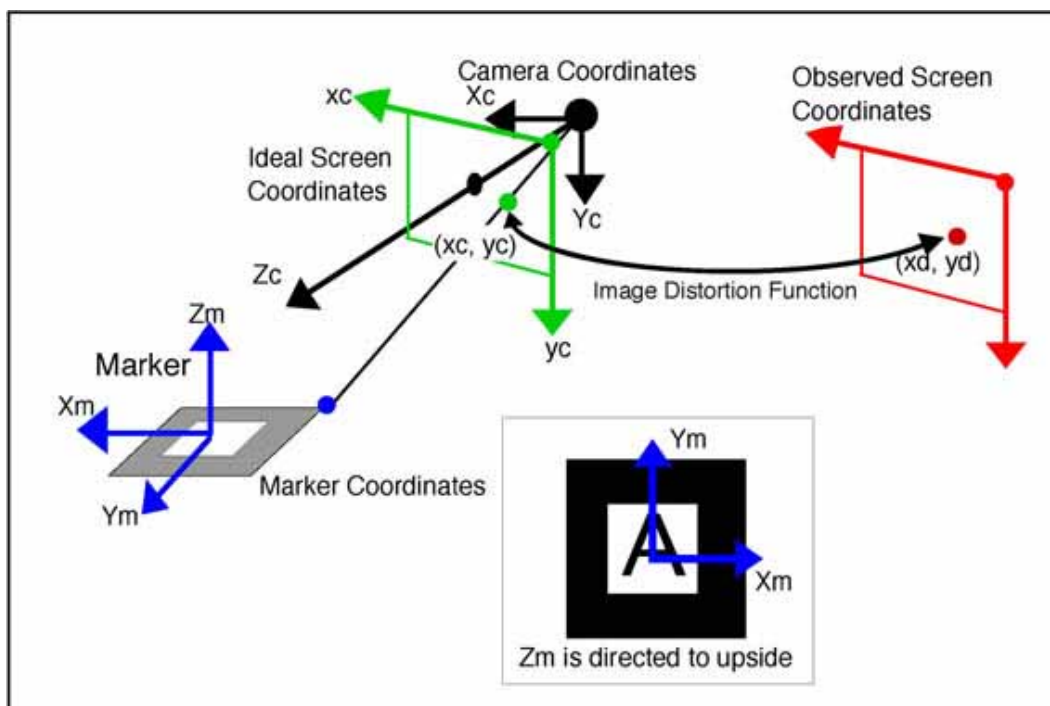 Camera Coordinates
Observed Screen
Coordinates
xc
Xc
Ideal Screen
Coordinates
Yc
(xc, yc)
(xd, yd)
Zc
Image Distortion Function
Zm
yc
Marker
Xm
Marker Coordinates
Ym
Ym
A
Xm
Zm is directed to upside